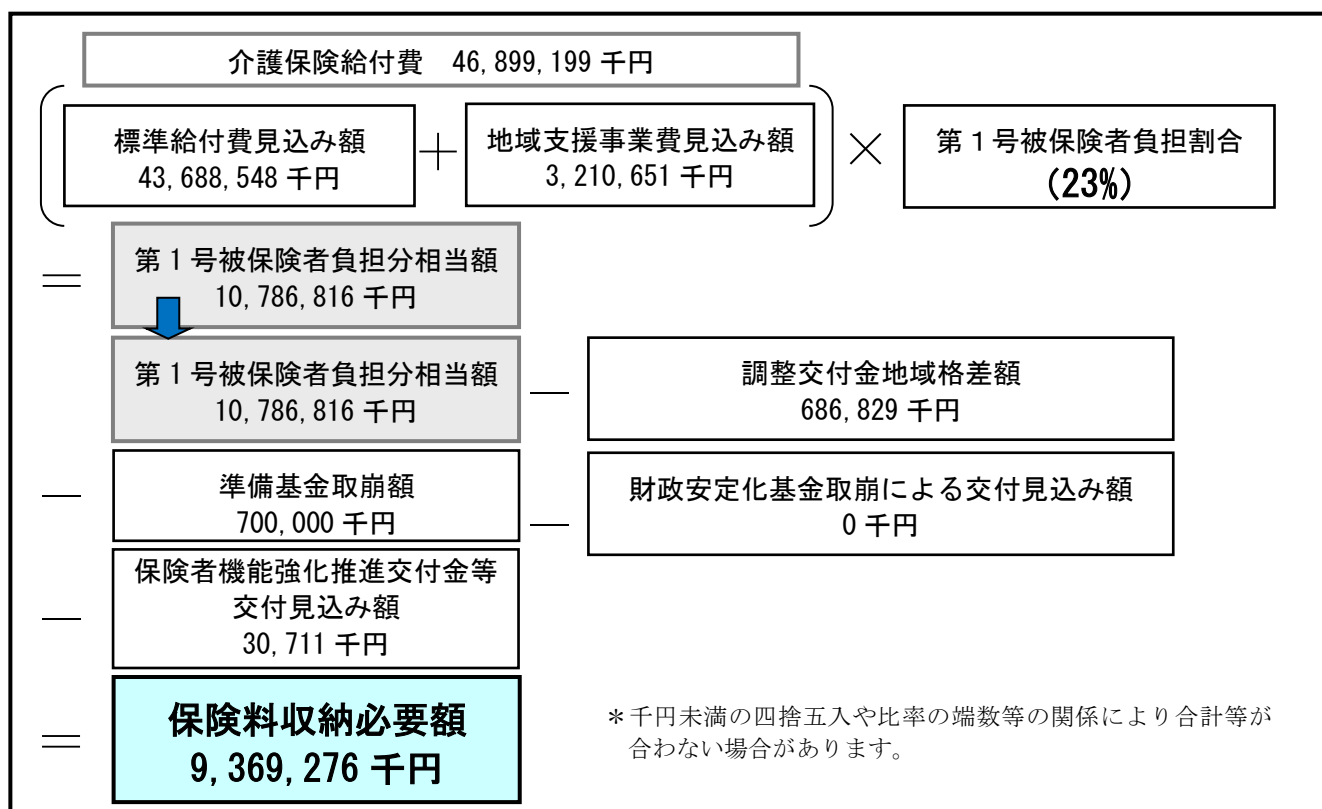 介護保険給付費 46,899,199 千円
標準給付費見込み額
43,688,548 千円
＋
地域支援事業費見込み額
3,210,651 千円
×
第１号被保険者負担割合
(23%)
＝
第１号被保険者負担分相当額
10,786,816 千円
第１号被保険者負担分相当額
10,786,816 千円
―
調整交付金地域格差額
686,829 千円
―
準備基金取崩額
700,000 千円
―
財政安定化基金取崩による交付見込み額
0 千円
―
保険者機能強化推進交付金等
交付見込み額
30,711 千円
＝
保険料収納必要額
9,369,276 千円
＊千円未満の四捨五入や比率の端数等の関係により合計等が
合わない場合があります。